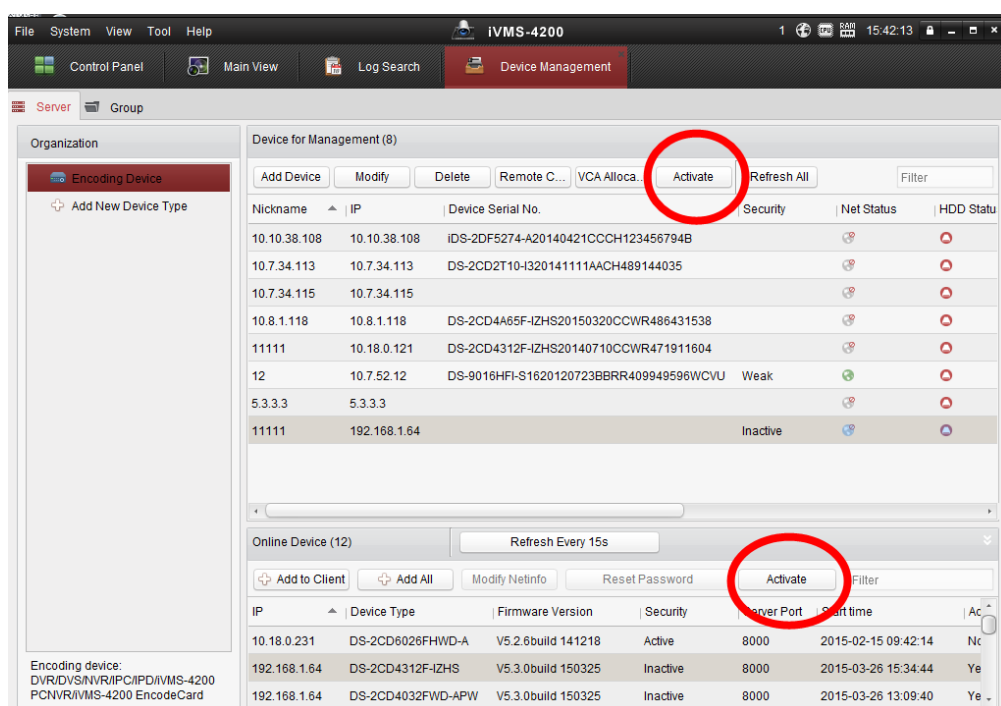 File System View Tool Help iVMS-4200 1 CPU RAM 15:42:13
Control Panel Main View Log Search Device Management
Server Group
Organization
Encoding Device
Add New Device Type
Encoding device:
DVR/DVS/NVR/IPC/IPD/iVMS-4200
PCNVR/iVMS-4200 EncodeCard
Device for Management (8)
Add Device Modify Delete Remote C... VCA Alloca... Activate Refresh All Filter
Nickname IP Device Serial No. Security Net Status HDD Statu
10.10.38.108 10.10.38.108 iDS-2DF5274-A20140421CCCH123456794B
10.7.34.113 10.7.34.113 DS-2CD2T10-I320141111AACH489144035
10.7.34.115 10.7.34.115
10.8.1.118 10.8.1.118 DS-2CD4A65F-IZHS20150320CCWR486431538
11111 10.18.0.121 DS-2CD4312F-IZHS20140710CCWR471911604
12 10.7.52.12 DS-9016HFI-S1620120723BBRR409949596WCVU Weak
5.3.3.3 5.3.3.3
11111 192.168.1.64 Inactive
Online Device (12) Refresh Every 15s
Add to Client Add All Modify Netinfo Reset Password Activate Filter
IP Device Type Firmware Version Security Server Port Start time Ac
10.18.0.231 DS-2CD6026FHWD-A V5.2.6build 141218 Active 8000 2015-02-15 09:42:14 No
192.168.1.64 DS-2CD4312F-IZHS V5.3.0build 150325 Inactive 8000 2015-03-26 15:34:44 Ye
192.168.1.64 DS-2CD4032FWD-APW V5.3.0build 150325 Inactive 8000 2015-03-26 13:09:40 Ye